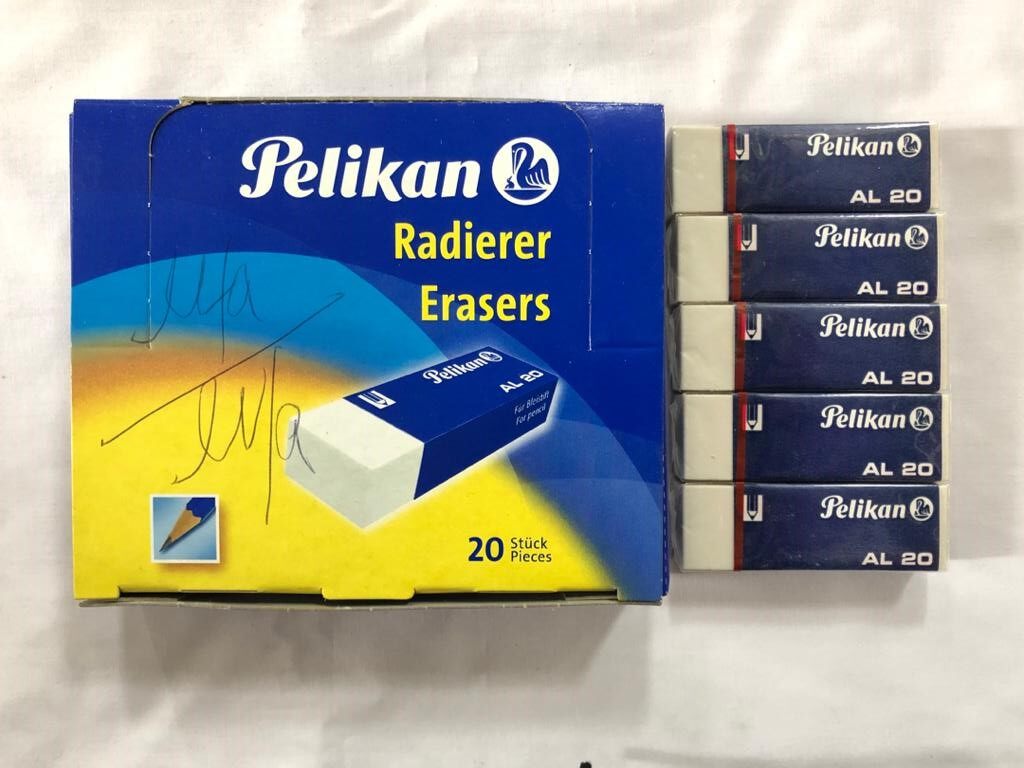 Pelikan
Radierer
Erasers
Pelikan
AL 20
Für Bleistift
For pencil
20 Stück
Pieces
Pelikan
AL 20
Pelikan
AL 20
Pelikan
AL 20
Pelikan
AL 20
Pelikan
AL 20